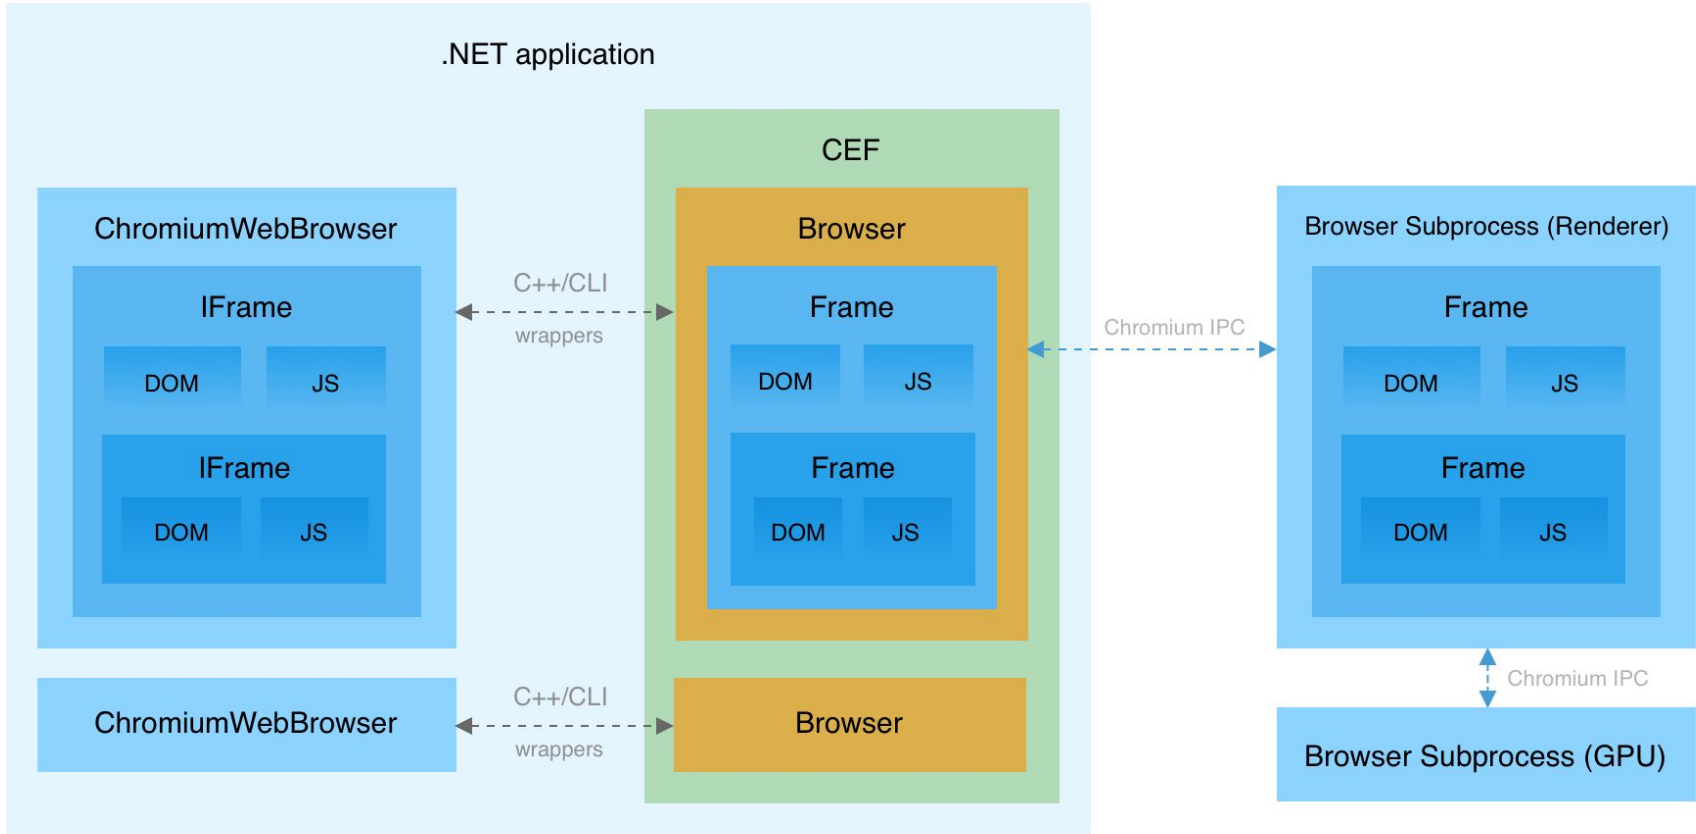 .NET application
CEF
ChromiumWebBrowser
IFrame
DOM
JS
IFrame
DOM
JS
C++/CLI
wrappers
Browser
Frame
DOM
JS
Frame
DOM
JS
Chromium IPC
Browser Subprocess (Renderer)
Frame
DOM
JS
Frame
DOM
JS
ChromiumWebBrowser
C++/CLI
wrappers
Browser
Chromium IPC
Browser Subprocess (GPU)